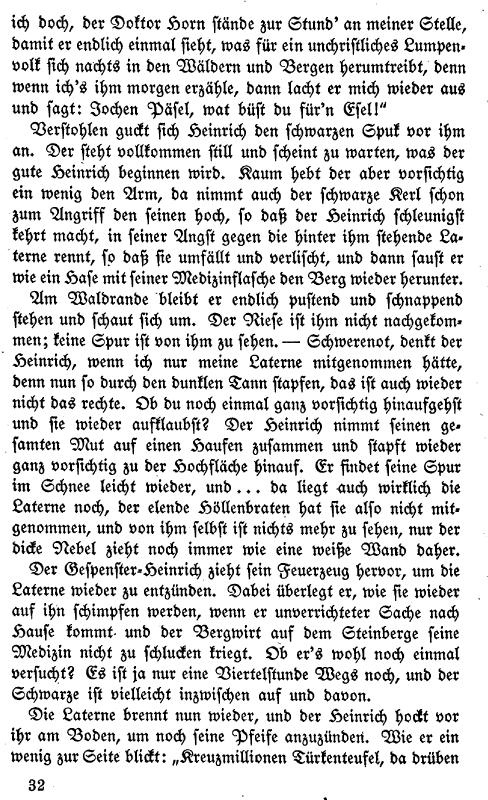 ich doch, der Doktor Horn stände zur Stund' an meiner Stelle,
damit er endlich einmal sieht, was für ein unchristliches Lumpen-
volk sich nachts in den Wäldern und Bergen herumtreibt, denn
wenn ich's ihm morgen erzähle, dann lacht er mich wieder aus
und sagt: Jochen Päsel, wat büst du für'n Esel!“
Verstohlen guckt sich Heinrich den schwarzen Spuk vor ihm
an. Der steht vollkommen still und scheint zu warten, was der
gute Heinrich beginnen wird. Kaum hebt der aber vorsichtig
ein wenig den Arm, da nimmt auch der schwarze Kerl schon
zum Angriff den seinen hoch, so daß der Heinrich schleunigst
kehrt macht, in seiner Angst gegen die hinter ihm stehende La-
terne rennt, so daß sie umfällt und verlischt, und dann saust er
wie ein Hase mit seiner Medizinflasche den Berg wieder herunter.
Am Waldrande bleibt er endlich pustend und schnappend
stehen und schaut sich um. Der Riese ist ihm nicht nachgekom-
men; keine Spur ist von ihm zu sehen. — Schwerenot, denkt der
Heinrich, wenn ich nur meine Laterne mitgenommen hätte,
denn nun so durch den dunklen Tann stapfen, das ist auch wieder
nicht das rechte. Ob du noch einmal ganz vorsichtig hinaufgehst
und sie wieder aufklaubst? Der Heinrich nimmt seinen ge-
samten Mut auf einen Haufen zusammen und stapft wieder
ganz vorsichtig zu der Hochfläche hinauf. Er findet seine Spur
im Schnee leicht wieder, und ... da liegt auch wirklich die
Laterne noch, der elende Höllenbraten hat sie also nicht mit-
genommen, und von ihm selbst ist nichts mehr zu sehen, nur der
dicke Nebel zieht noch immer wie eine weiße Wand daher.
Der Gespenster-Heinrich zieht sein Feuerzeug hervor, um die
Laterne wieder zu entzünden. Dabei überlegt er, wie sie wieder
auf ihn schimpfen werden, wenn er unverrichteter Sache nach
Hause kommt und der Bergwirt auf dem Steinberge seine
Medizin nicht zu schlucken kriegt. Ob er's wohl noch einmal
versucht? Es ist ja nur eine Viertelstunde Wegs noch, und der
Schwarze ist vielleicht inzwischen auf und davon.
Die Laterne brennt nun wieder, und der Heinrich hockt vor
ihr am Boden, um noch seine Pfeife anzuzünden. Wie er ein
wenig zur Seite blickt: „Kreuzmillionen Türkenteufel, da drüben
32